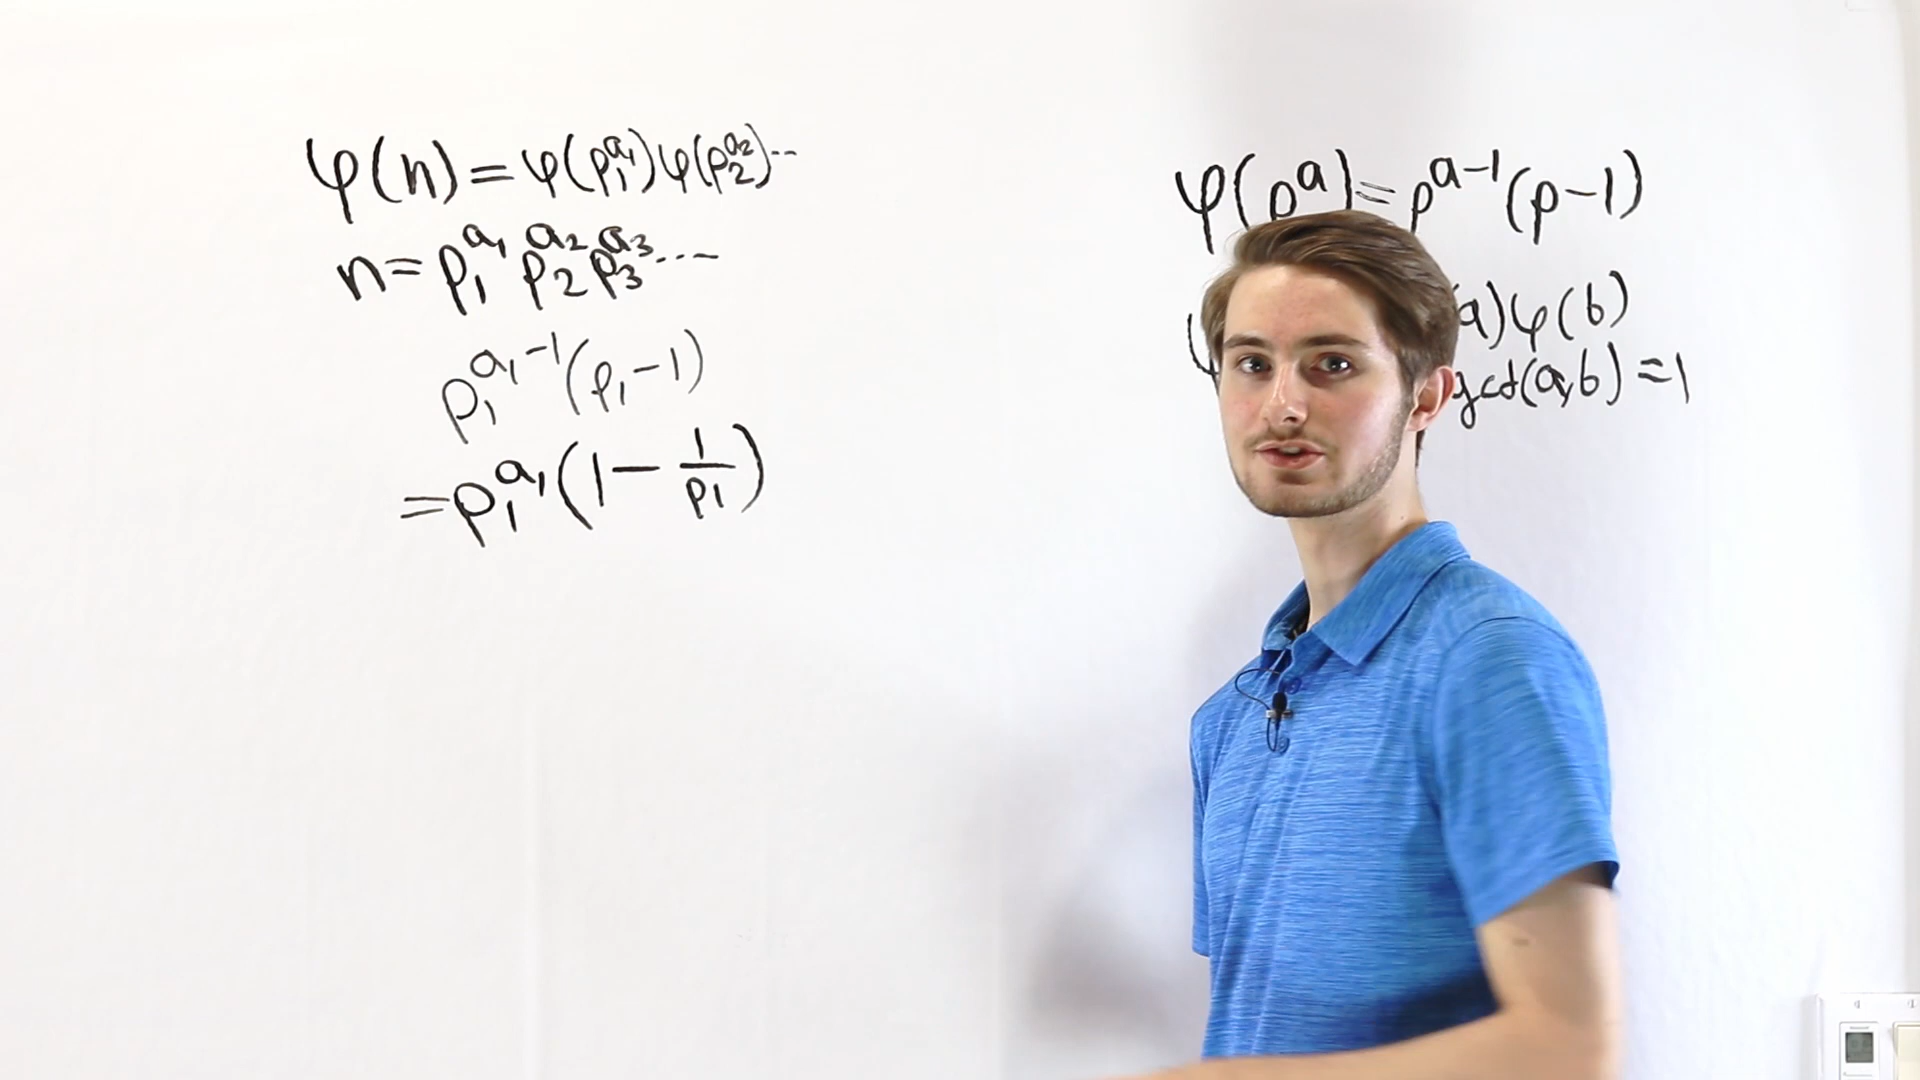 φ(n) = φ(p₁^a₁)φ(p₂^a₂)...
n = p₁^a₁ p₂^a₂ p₃^a₃ ....
p₁^a₁-1(p₁-1)
= p₁^a₁(1 - 1/p₁)
φ(p^a) = p^a-1(p-1)
a)φ(b)
gcd(a,b) = 1